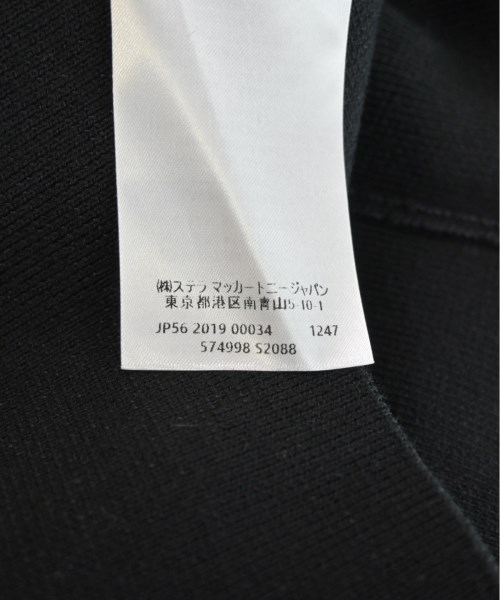 ㈱ステラ マッカートニージャパン
東京都港区南青山5-10-1
JP56 2019 00034 1247
574998 S2088